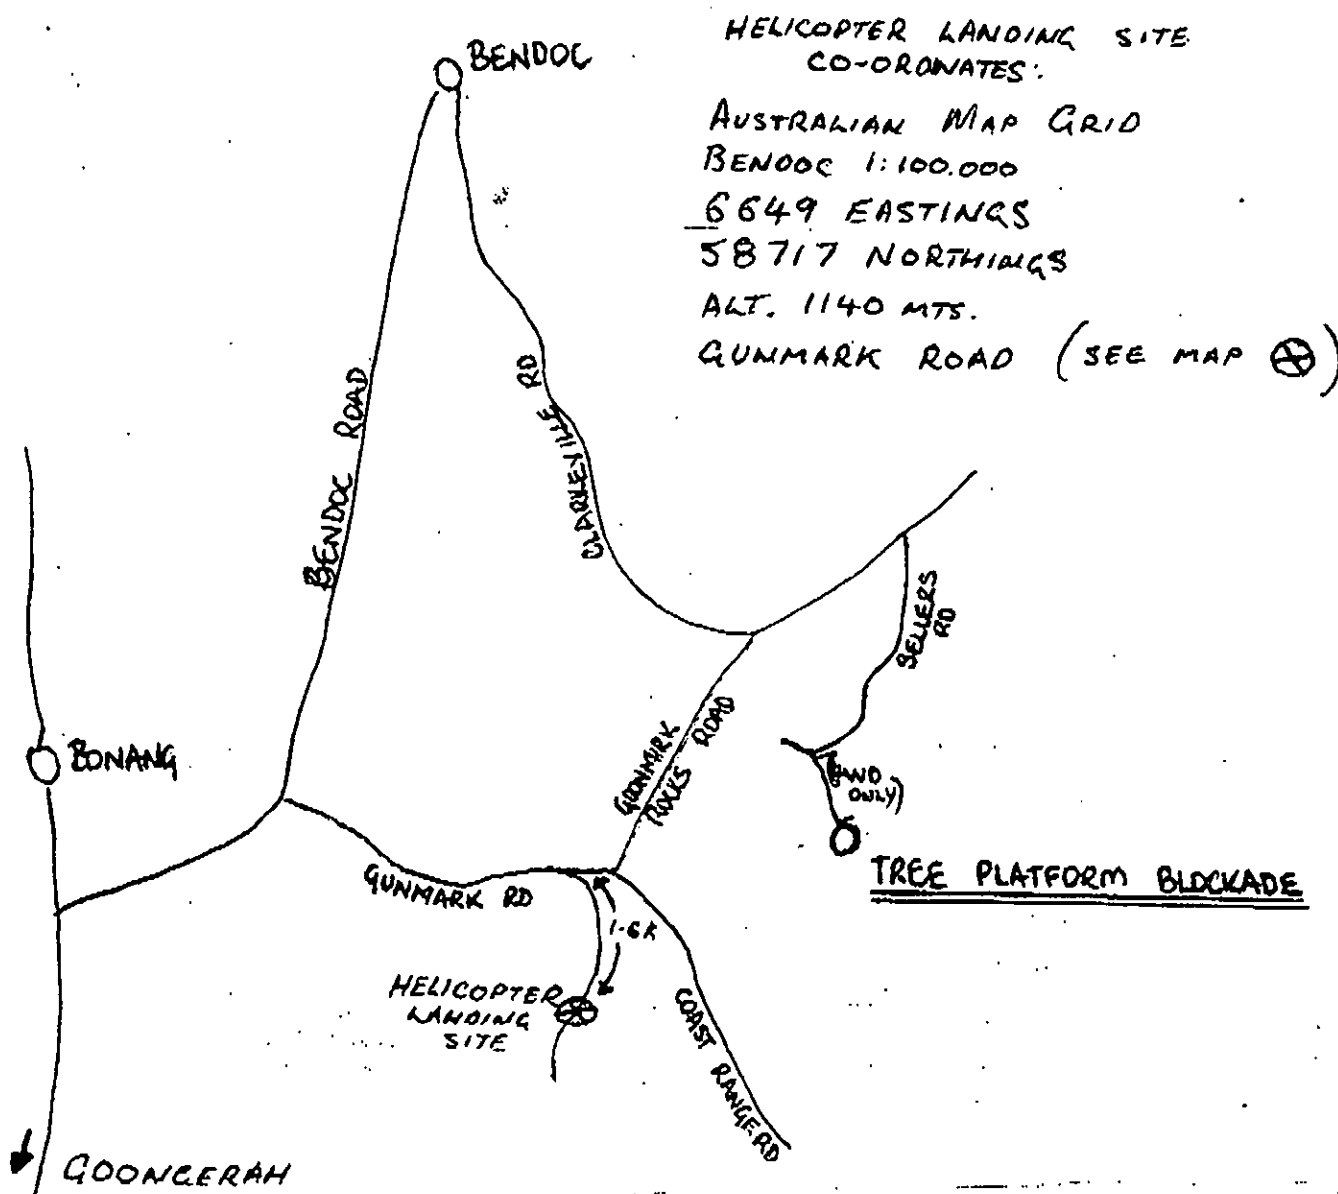 BENDOC
HELICOPTER LANDING SITE
CO-ORDNATES:
AUSTRALIAN MAP GRID
BENDOC 1:100.000
6649 EASTINGS
58717 NORTHINGS
ALT. 1140 MTS.
GUNMARK ROAD (SEE MAP ⊗)
BENDOC ROAD
CLARKEVILLE RD
SELLERS
RD
BONANG
GOONMARK
ROCKS ROAD
(4WD
ONLY)
TREE PLATFORM BLOCKADE
GUNMARK RD
1.6K
HELICOPTER
LANDING
SITE
COAST RANGE RD
GOONGERAH